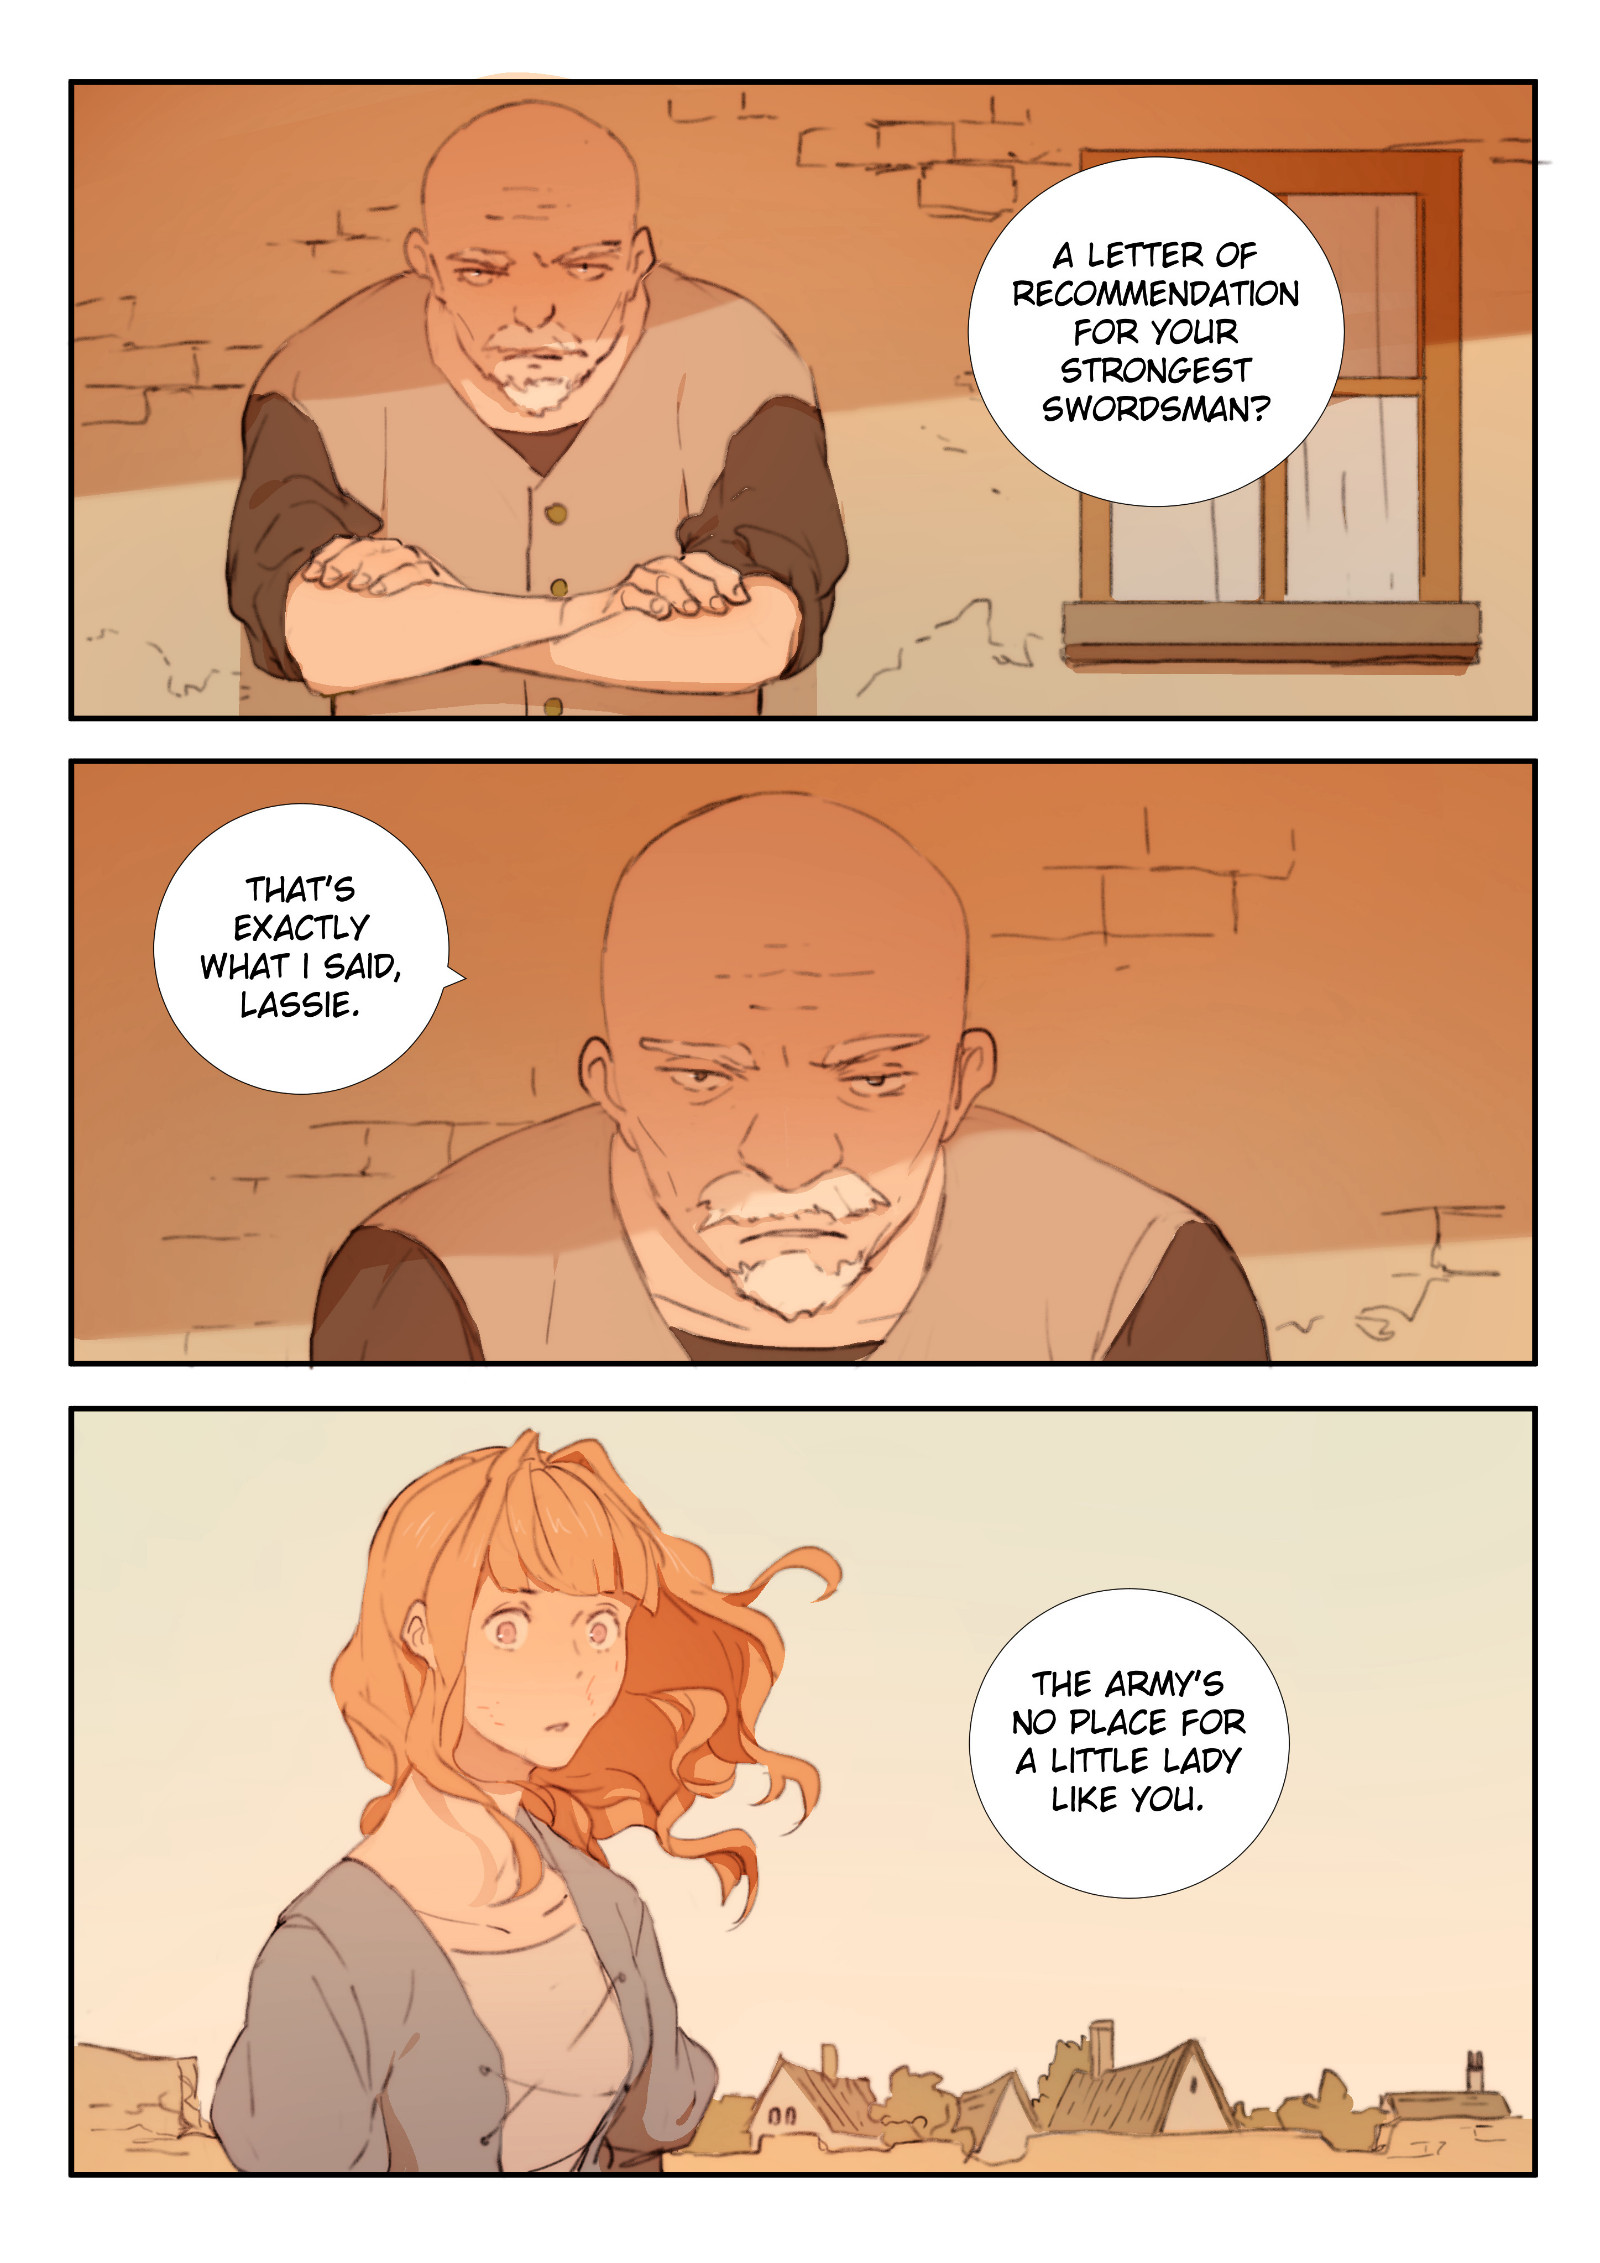 A LETTER OF
RECOMMENDATION
FOR YOUR
STRONGEST
SWORDSMAN?
THAT'S
EXACTLY
WHAT I SAID,
LASSIE.
THE ARMY'S
NO PLACE FOR
A LITTLE LADY
LIKE YOU.